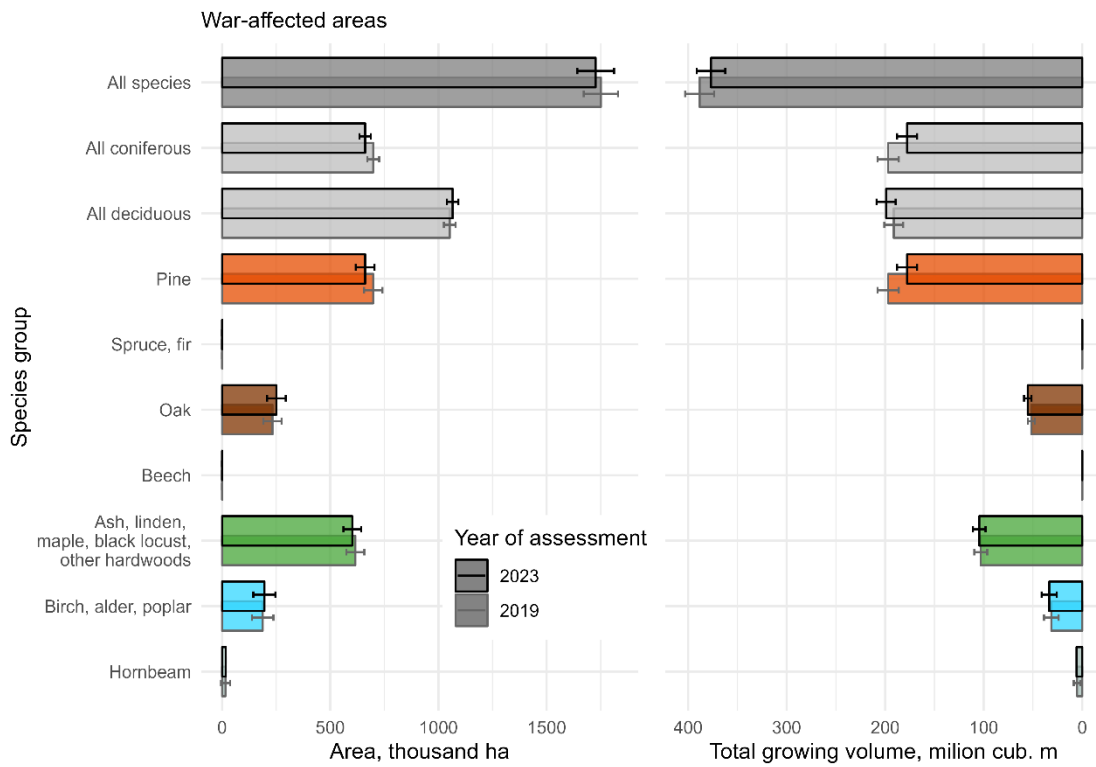 War-affected areas
Species group
All species
All coniferous
All deciduous
Pine
Spruce, fir
Oak
Beech
Ash, linden,
maple, black locust,
other hardwoods
Birch, alder, poplar
Hornbeam
Year of assessment
2023
2019
0 500 1000 1500
Area, thousand ha
400 300 200 100 0
Total growing volume, milion cub. m